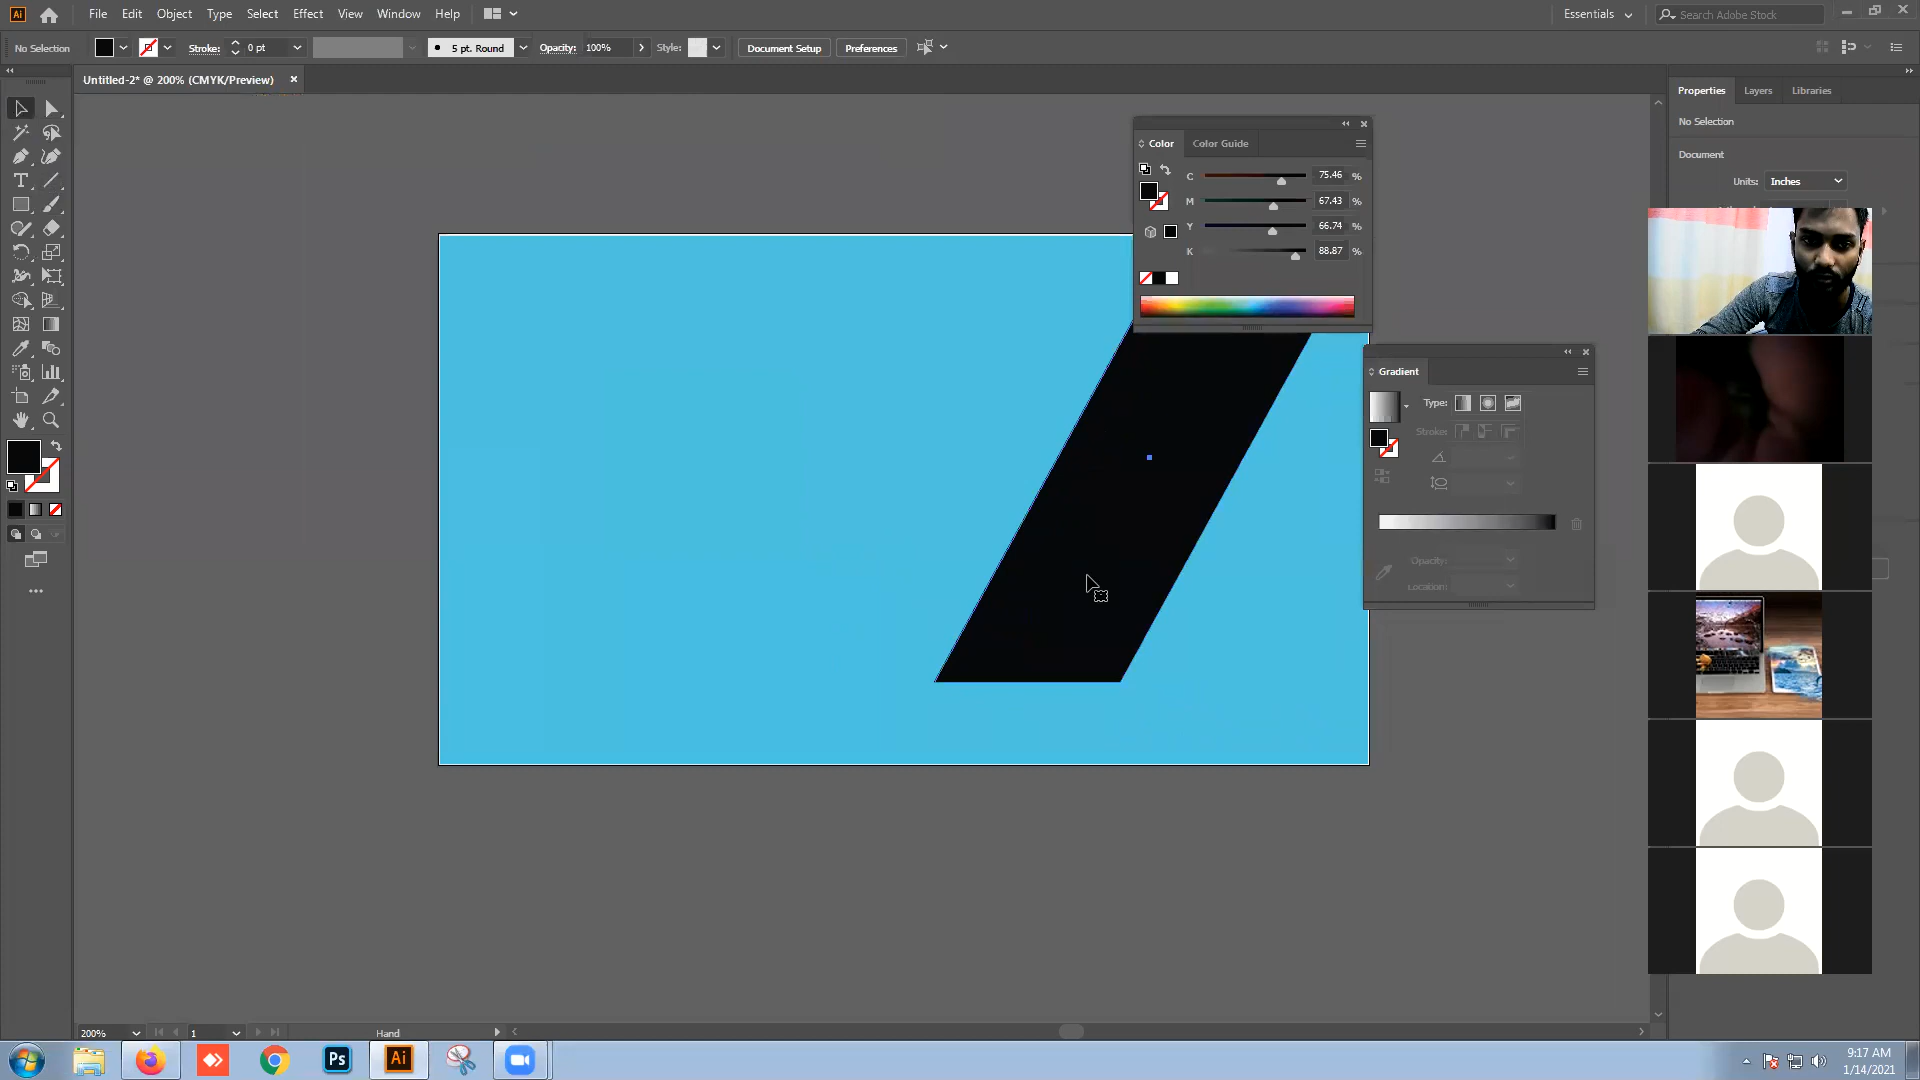 Ai File Edit Object Type Select Effect View Window Help Essentials Search Adobe Stock
No Selection Stroke: 0 pt 5 pt. Round Opacity: 100% Style: Document Setup Preferences
Untitled-2* @ 200% (CMYK/Preview)
Properties Layers Libraries
No Selection
Document
Units: Inches
Color Color Guide
C 75.46 %
M 67.43 %
Y 66.74 %
K 88.87 %
Gradient
Type:
Stroke:
Opacity:
Location:
200% 1 Hand
Ps Ai
9:17 AM
1/14/2021